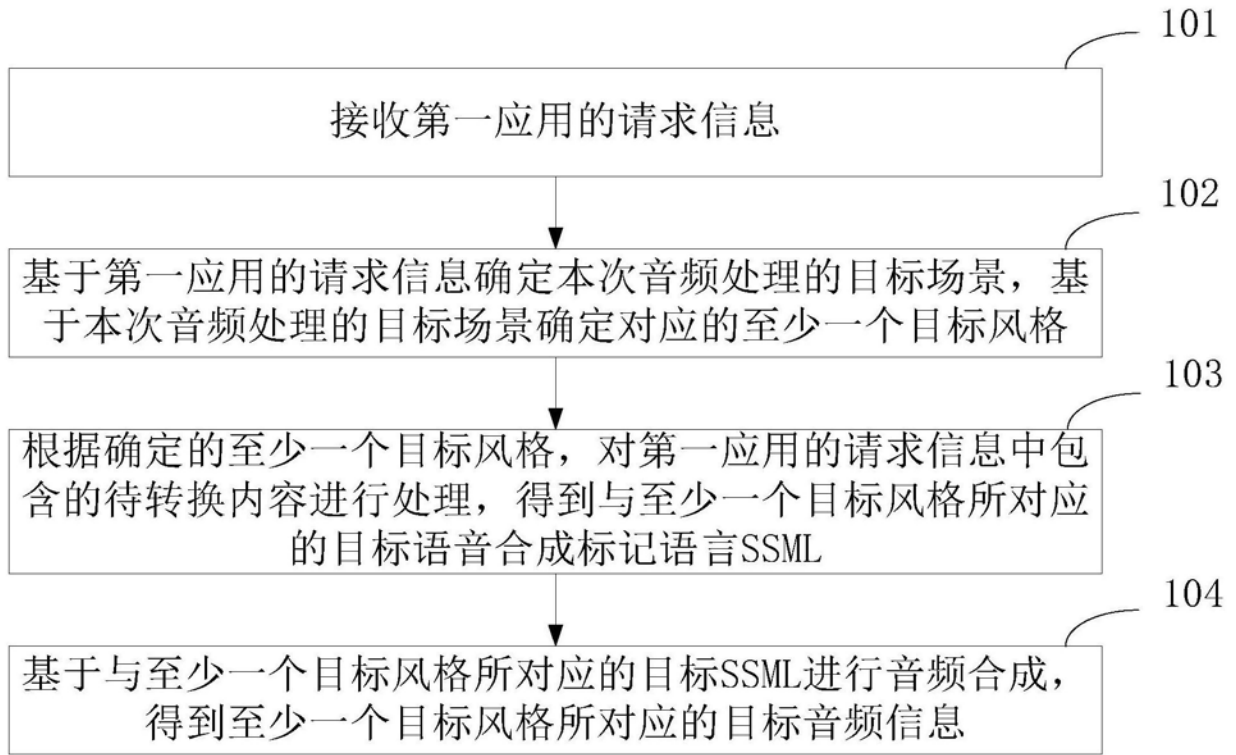 101
接收第一应用的请求信息
102
基于第一应用的请求信息确定本次音频处理的目标场景，基
于本次音频处理的目标场景确定对应的至少一个目标风格
103
根据确定的至少一个目标风格，对第一应用的请求信息中包
含的待转换内容进行处理，得到与至少一个目标风格所对应
的目标语音合成标记语言SSML
104
基于与至少一个目标风格所对应的目标SSML进行音频合成，
得到至少一个目标风格所对应的目标音频信息